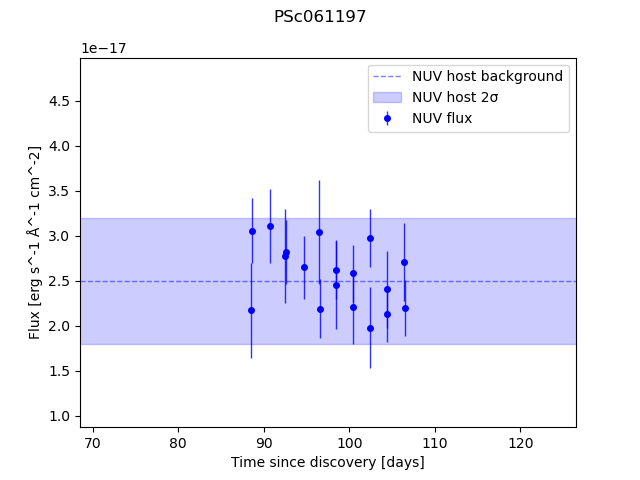 PSc061197
1e−17
NUV host background
NUV host 2σ
NUV flux
4.5
4.0
3.5
3.0
2.5
2.0
1.5
1.0
Flux [erg s^-1 Å^-1 cm^-2]
70 80 90 100 110 120
Time since discovery [days]